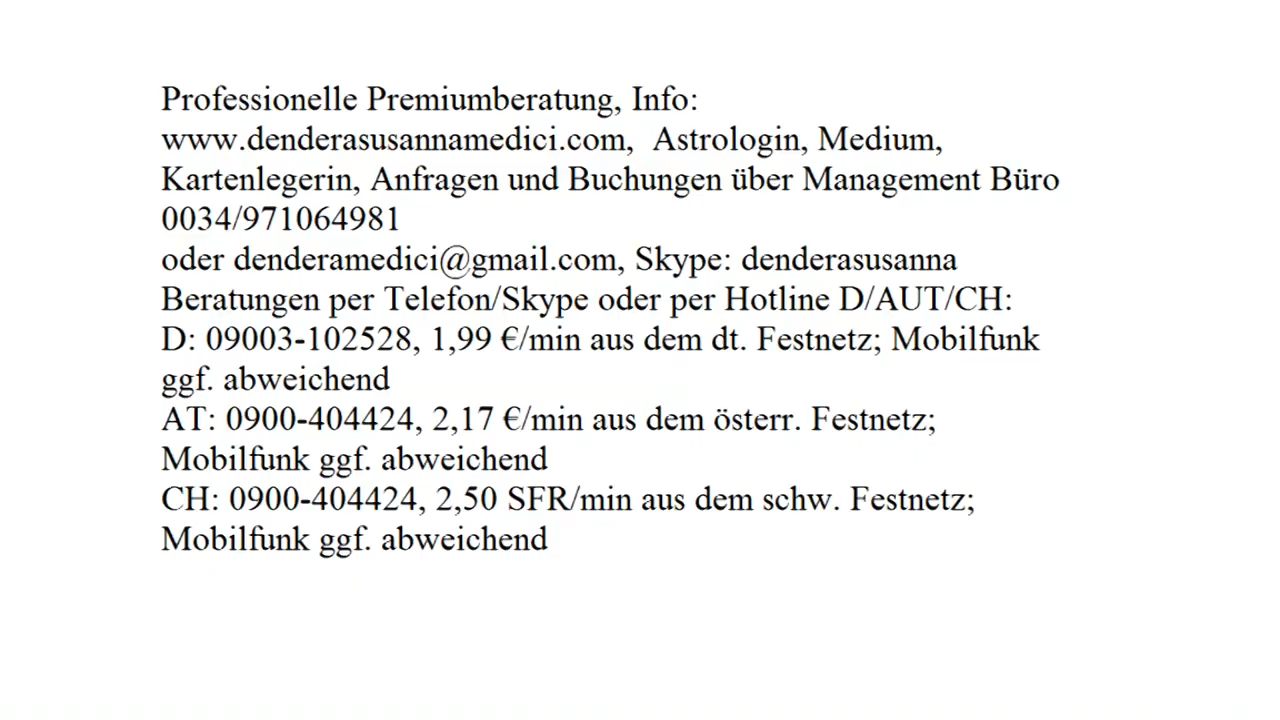 Professionelle Premiumberatung, Info:
www.denderasusannamedici.com,  Astrologin, Medium,
Kartenlegerin, Anfragen und Buchungen über Management Büro
0034/971064981
oder denderamedici@gmail.com, Skype: denderasusanna
Beratungen per Telefon/Skype oder per Hotline D/AUT/CH:
D: 09003-102528, 1,99 €/min aus dem dt. Festnetz; Mobilfunk
ggf. abweichend
AT: 0900-404424, 2,17 €/min aus dem österr. Festnetz;
Mobilfunk ggf. abweichend
CH: 0900-404424, 2,50 SFR/min aus dem schw. Festnetz;
Mobilfunk ggf. abweichend